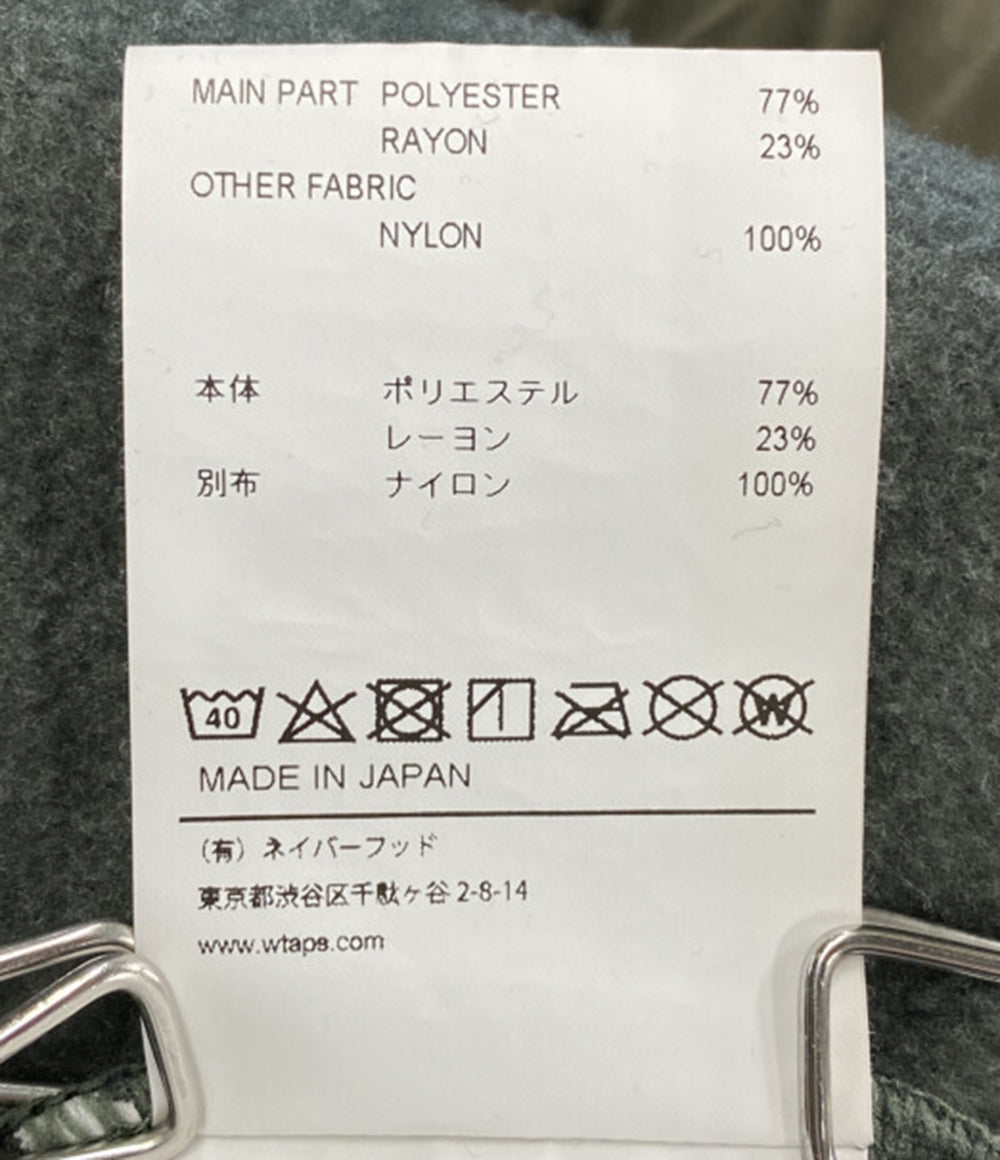 MAIN PART POLYESTER 77%
RAYON 23%
OTHER FABRIC
NYLON 100%
本体 ポリエステル 77%
レーヨン 23%
別布 ナイロン 100%
40
W
MADE IN JAPAN
(有) ネイバーフッド
東京都渋谷区千駄ヶ谷 2-8-14
www.wtaps.com